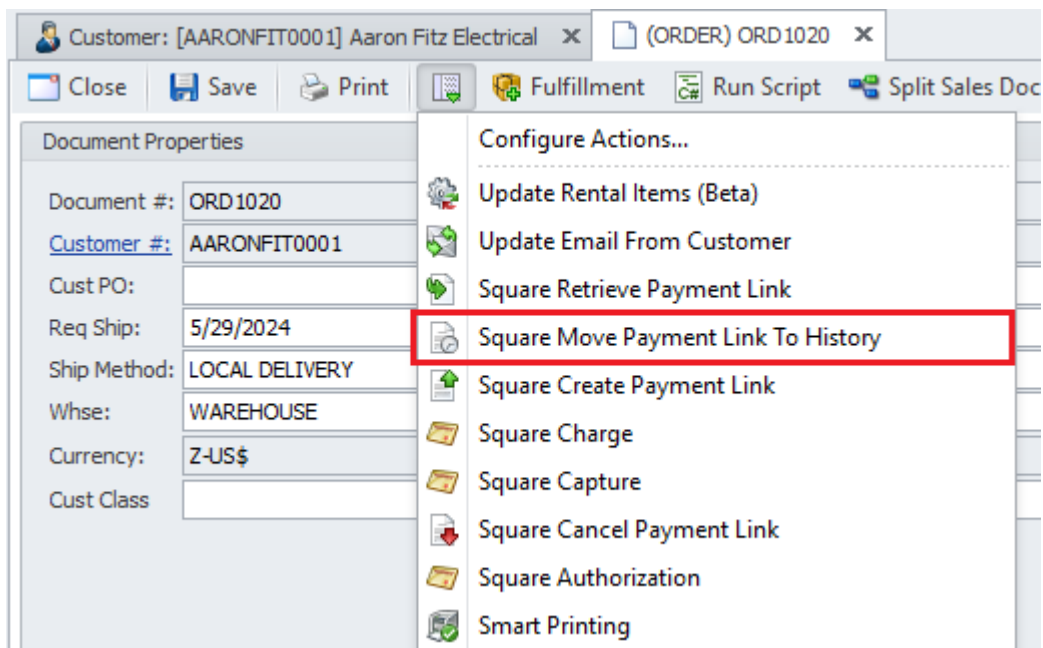 Customer: [AARONFIT0001] Aaron Fitz Electrical
(ORDER) ORD1020
Close Save Print Fulfillment C# Run Script Split Sales Doc
Document Properties
Document #: ORD1020
Customer #: AARONFIT0001
Cust PO:
Req Ship: 5/29/2024
Ship Method: LOCAL DELIVERY
Whse: WAREHOUSE
Currency: Z-US$
Cust Class
Configure Actions...
Update Rental Items (Beta)
Update Email From Customer
Square Retrieve Payment Link
Square Move Payment Link To History
Square Create Payment Link
Square Charge
Square Capture
Square Cancel Payment Link
Square Authorization
Smart Printing